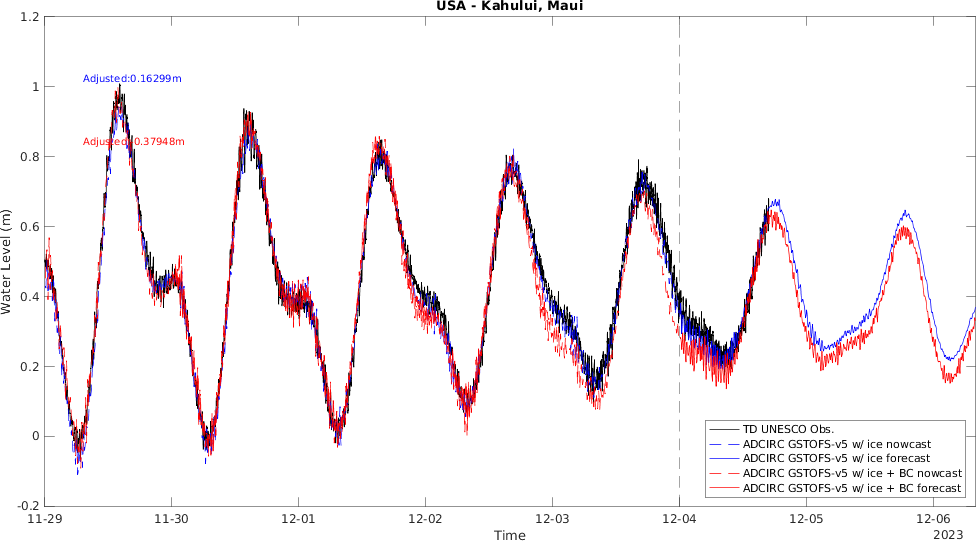 USA - Kahului, Maui
1.2
1
0.8
0.6
0.4
0.2
0
-0.2
Water Level (m)
Adjusted:0.16299m
Adjusted:0.37948m
TD UNESCO Obs.
ADCIRC GSTOFS-v5 w/ ice nowcast
ADCIRC GSTOFS-v5 w/ ice forecast
ADCIRC GSTOFS-v5 w/ ice + BC nowcast
ADCIRC GSTOFS-v5 w/ ice + BC forecast
11-29 11-30 12-01 12-02 12-03 12-04 12-05 12-06
Time
2023